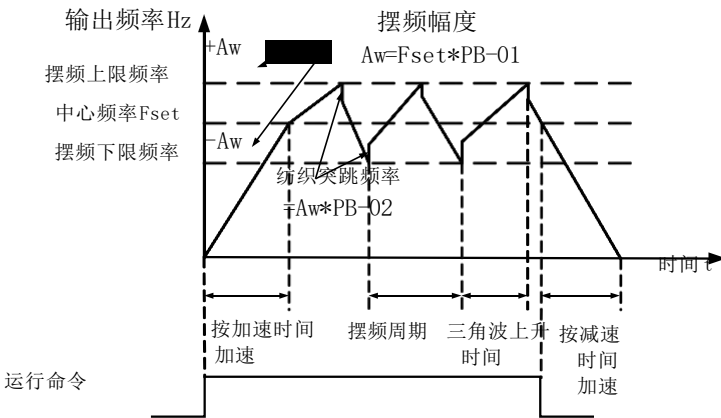 输出频率Hz
摆频幅度
+Aw
Aw=Fset*PB-01
摆频上限频率
中心频率Fset
-Aw
摆频下限频率
纺织突跳频率
=Aw*PB-02
时间t
按加速时间
加速
摆频周期
三角波上升
时间
按减速
时间
加速
运行命令